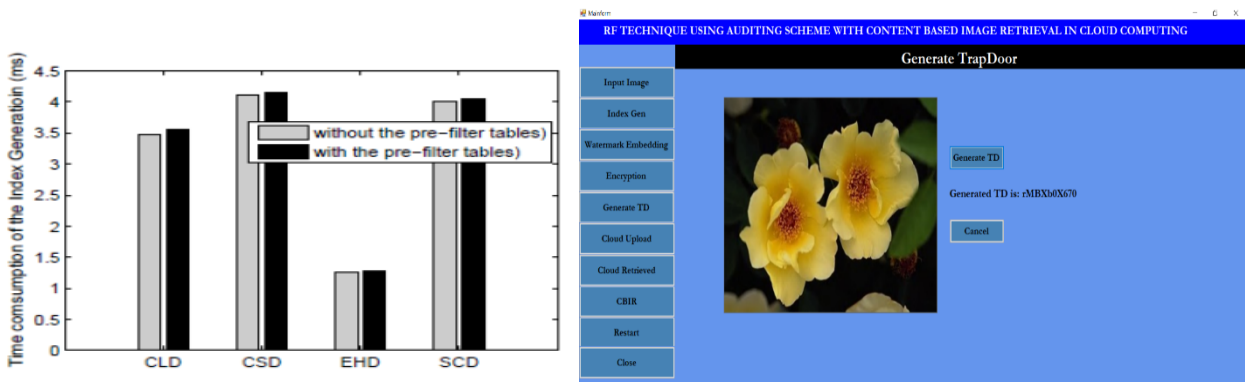 Time comsumption of the Index Generatioin (ms)
4.5
4
3.5
3
2.5
2
1.5
1
0.5
0
without the pre-filter tables)
with the pre-filter tables)
CLD CSD EHD SCD
Mainform
RF TECHNIQUE USING AUDITING SCHEME WITH CONTENT BASED IMAGE RETRIEVAL IN CLOUD COMPUTING
Generate TrapDoor
Input Image
Index Gen
Watermark Embedding
Encryption
Generate TD
Cloud Upload
Cloud Retrieved
CBIR
Restart
Close
Generate TD
Generated TD is: rMBXb0X670
Cancel